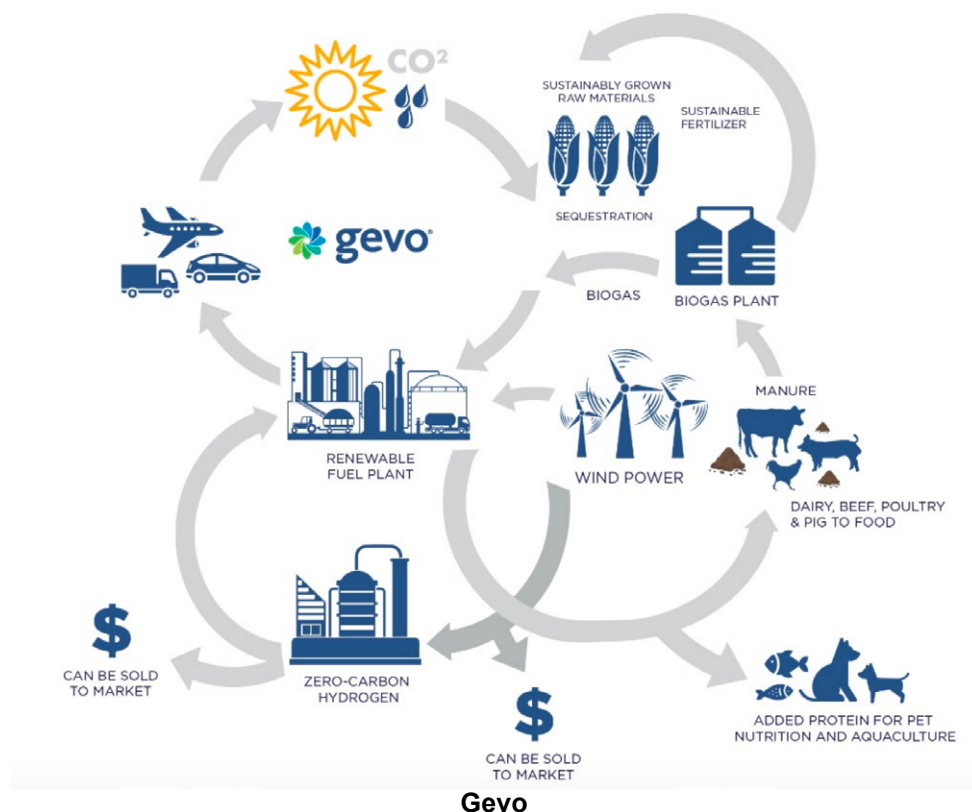 CO²
SUSTAINABLY GROWN
RAW MATERIALS
SUSTAINABLE
FERTILIZER
SEQUESTRATION
gevo®
BIOGAS
BIOGAS PLANT
MANURE
RENEWABLE
FUEL PLANT
WIND POWER
DAIRY, BEEF, POULTRY
& PIG TO FOOD
$
CAN BE SOLD
TO MARKET
ZERO-CARBON
HYDROGEN
$
CAN BE SOLD
TO MARKET
ADDED PROTEIN FOR PET
NUTRITION AND AQUACULTURE
Gevo